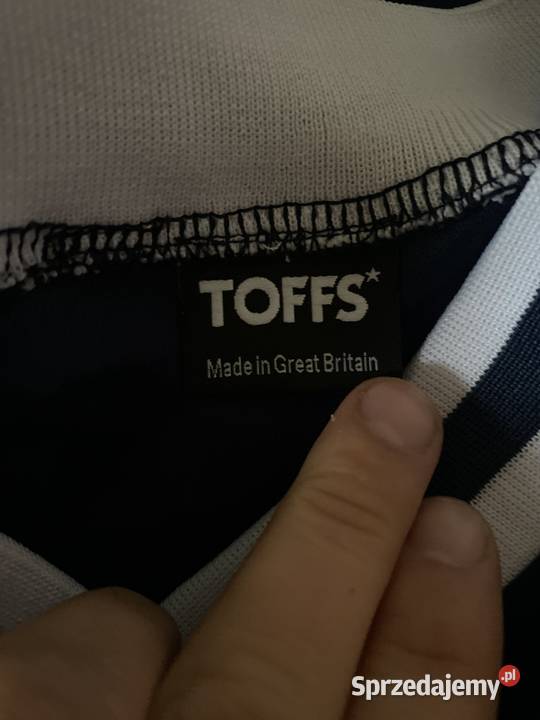 TOFFS*
Made in Great Britain
Sprzedajemy.pl